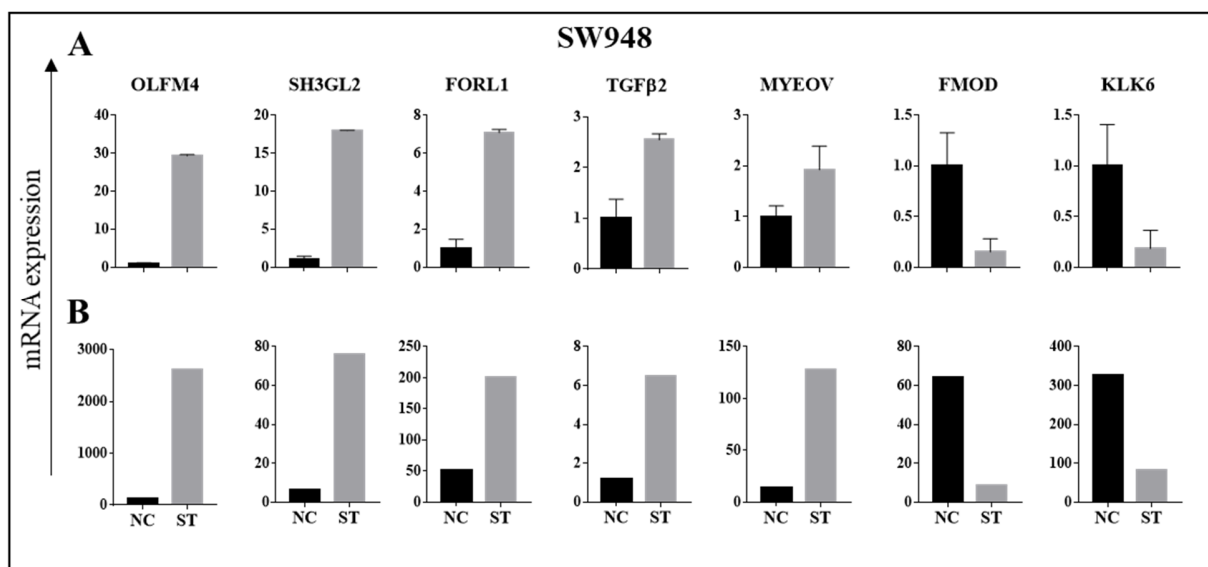 SW948
A
mRNA expression
OLFM4 SH3GL2 FORL1 TGFβ2 MYEOV FMOD KLK6
40 20 8 3 3 1.5 1.5
30 15 6 2 2 1.0 1.0
20 10 4 1 1 0.5 0.5
10 5 2 0 0 0.0 0.0
0 0 0
B
3000 80 250 8 150 80 400
2000 60 200 6 100 60 300
1000 40 150 4 50 40 200
0 20 100 2 0 20 100
0 50 0 0 0
0
NC ST NC ST NC ST NC ST NC ST NC ST NC ST